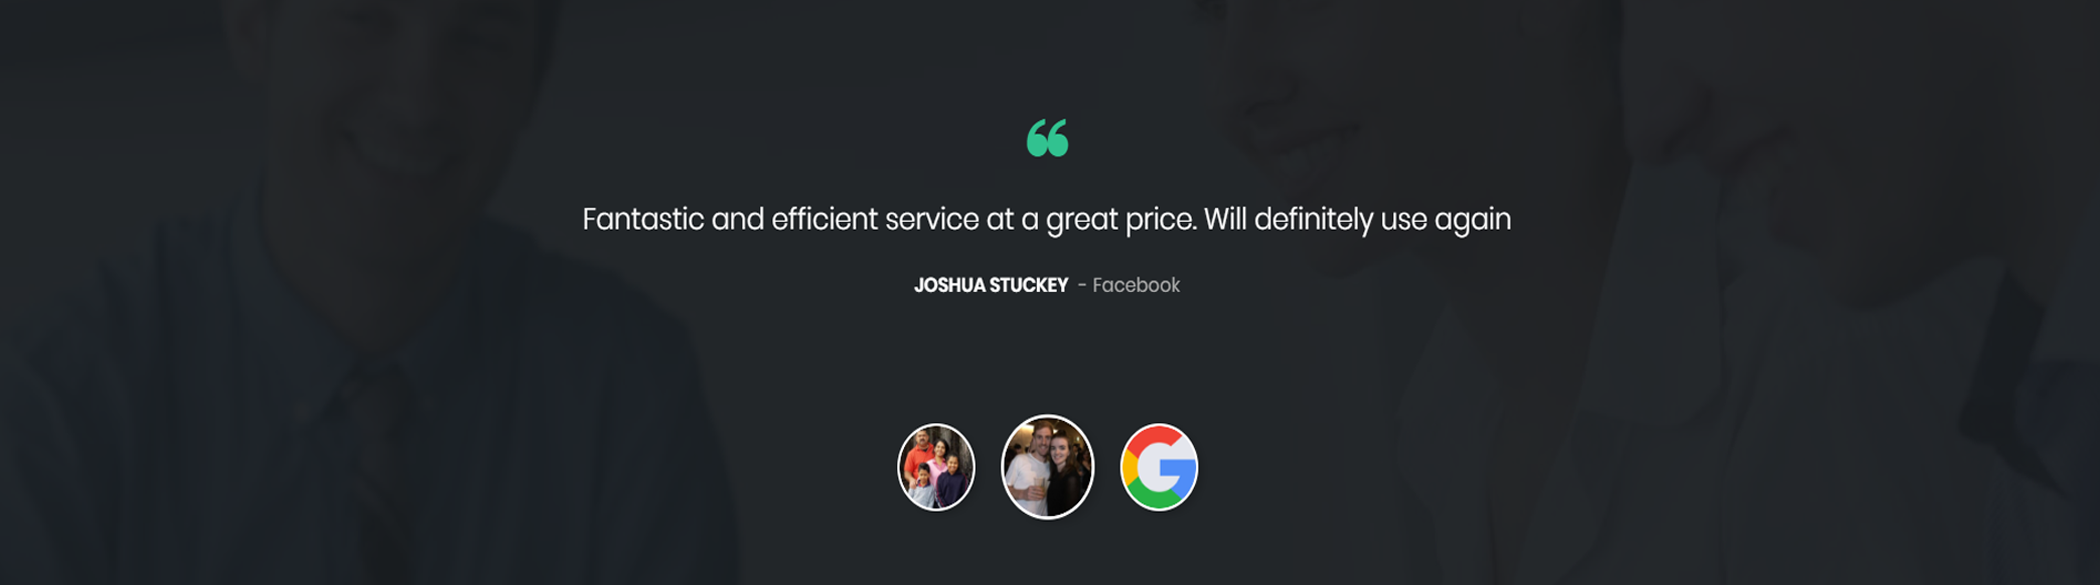 Fantastic and efficient service at a great price. Will definitely use again
JOSHUA STUCKEY - Facebook